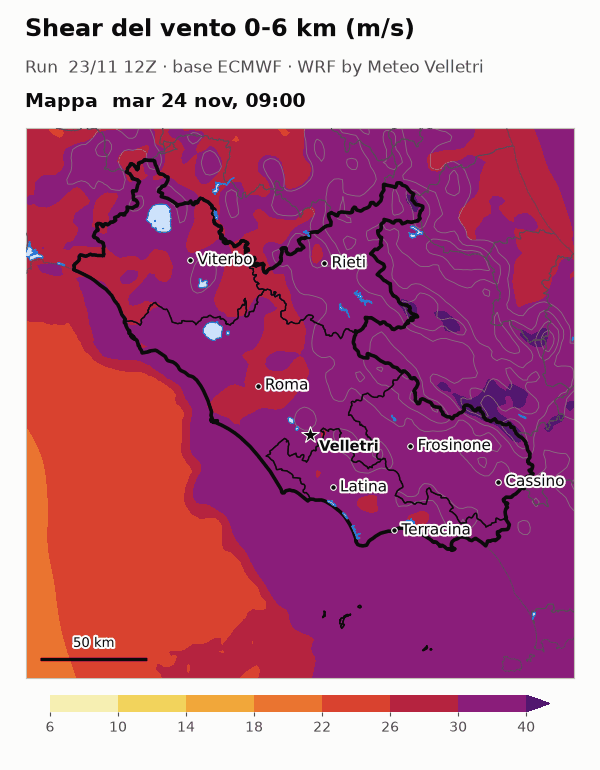 Shear del vento 0-6 km (m/s)
Run  23/11 12Z · base ECMWF · WRF by Meteo Velletri
Mappa  mar 24 nov, 09:00
Viterbo
Rieti
Roma
Velletri
Frosinone
Latina
Cassino
Terracina
50 km
6 10 14 18 22 26 30 40